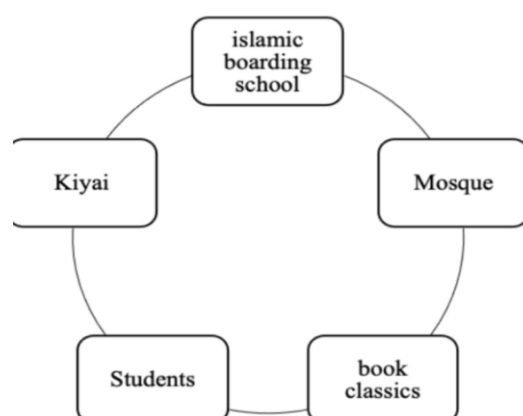 islamic
boarding
school
Kiyai
Mosque
Students
book
classics